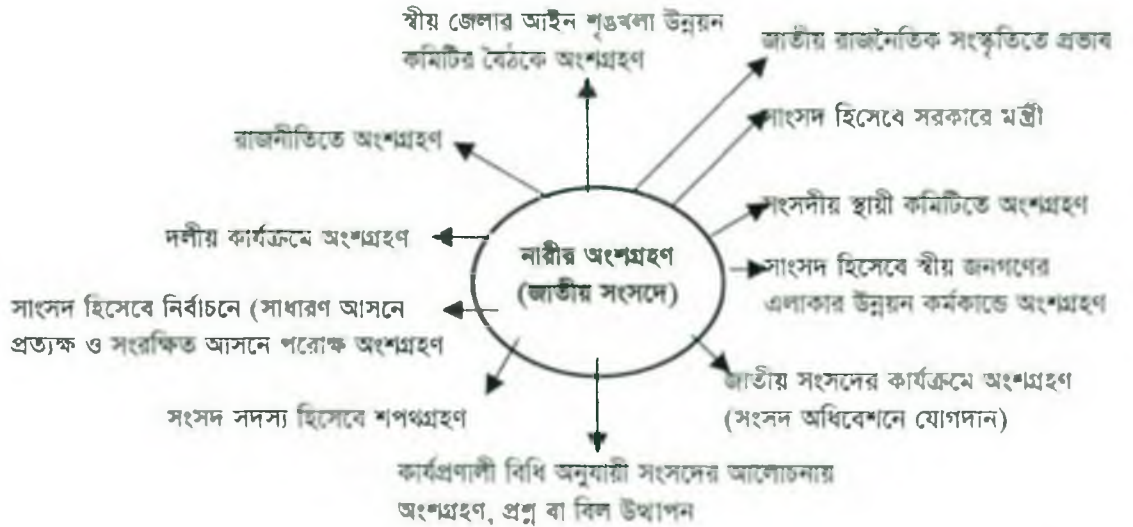 স্বীয় জেলার আইন শৃঙখলা উন্নয়ন
কমিটির বৈঠকে অংশগ্রহণ
জাতীয় রাজনৈতিক সংস্কৃতিতে প্রভাব
সাংসদ হিসেবে সরকারে মন্ত্রী
রাজনীতিতে অংশগ্রহণ
সংসদীয় স্থায়ী কমিটিতে অংশগ্রহণ
দলীয় কার্যক্রমে অংশগ্রহণ
নারীর অংশগ্রহণ
(জাতীয় সংসদে)
সাংসদ হিসেবে স্বীয় জনগণের
এলাকার উন্নয়ন কর্মকান্ডে অংশগ্রহণ
সাংসদ হিসেবে নির্বাচনে (সাধারণ আসনে
প্রত্যক্ষ ও সংরক্ষিত আসনে পরোক্ষ অংশগ্রহণ
জাতীয় সংসদের কার্যক্রমে অংশগ্রহণ
(সংসদ অধিবেশনে যোগদান)
সংসদ সদস্য হিসেবে শপথগ্রহণ
কার্যপ্রণালী বিধি অনুযায়ী সংসদের আলোচনায়
অংশগ্রহণ, প্রশ্ন বা বিল উত্থাপন